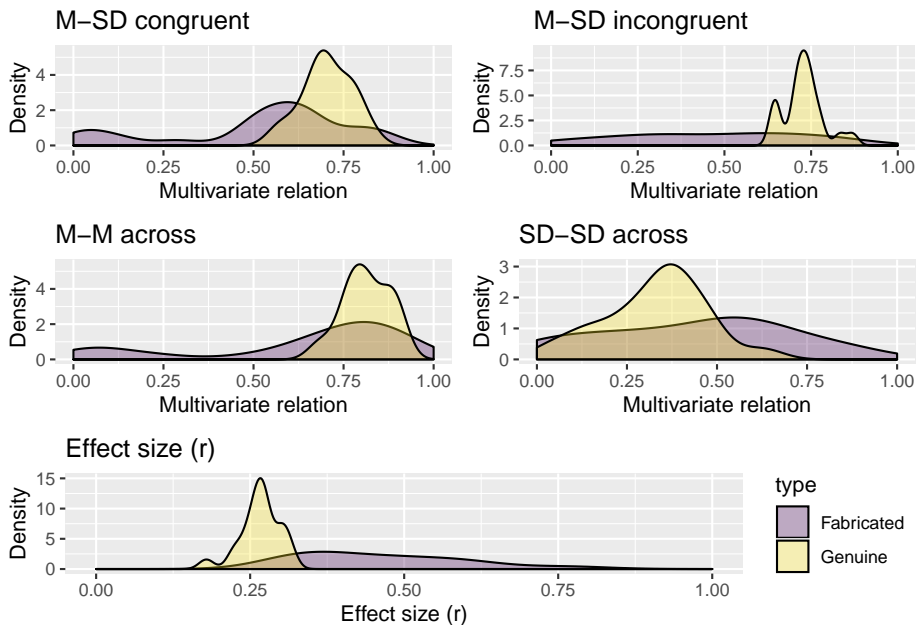 M−SD congruent
Density
4
2
0
0.00 0.25 0.50 0.75 1.00
Multivariate relation
M−SD incongruent
Density
7.5
5.0
2.5
0.0
0.00 0.25 0.50 0.75 1.00
Multivariate relation
M−M across
Density
4
2
0
0.00 0.25 0.50 0.75 1.00
Multivariate relation
SD−SD across
Density
3
2
1
0
0.00 0.25 0.50 0.75 1.00
Multivariate relation
Effect size (r)
Density
15
10
5
0
0.00 0.25 0.50 0.75 1.00
Effect size (r)
type
Fabricated
Genuine